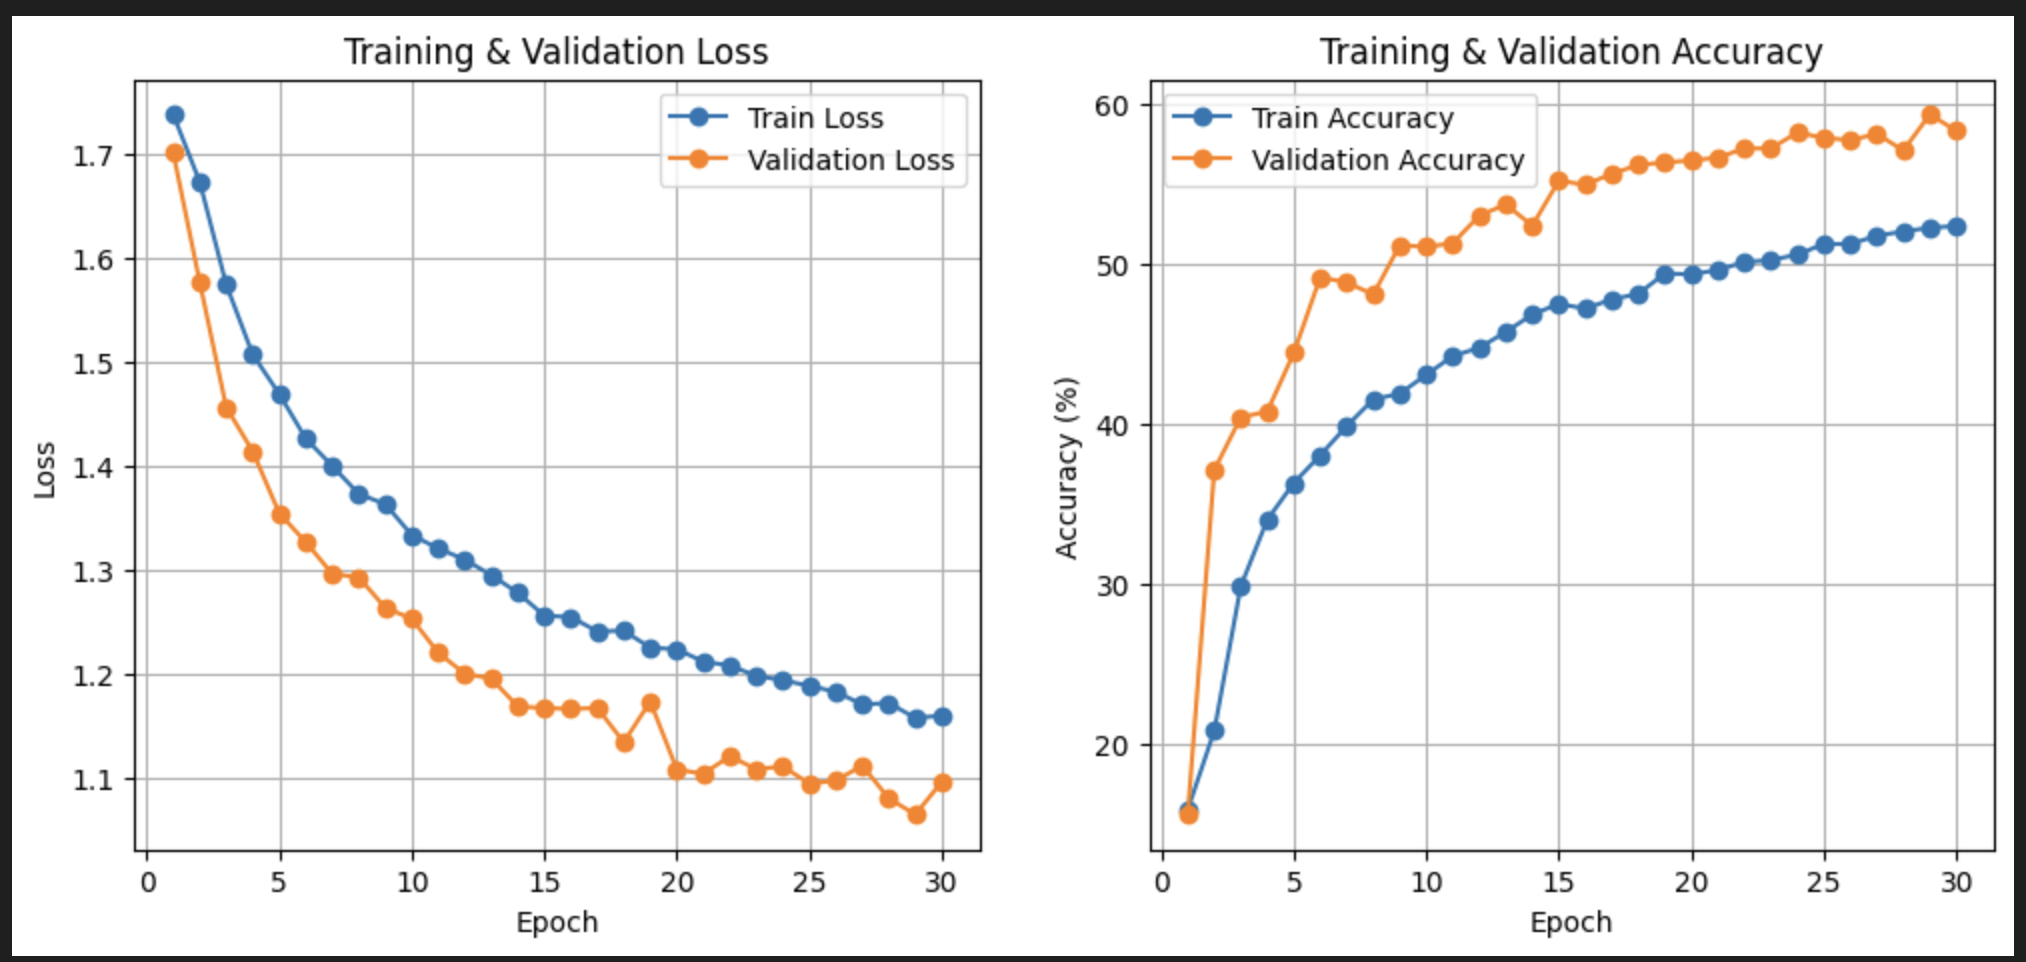 Training & Validation Loss
Train Loss
Validation Loss
1.7
1.6
1.5
1.4
1.3
1.2
1.1
Loss
0 5 10 15 20 25 30
Epoch
Training & Validation Accuracy
Train Accuracy
Validation Accuracy
60
50
40
30
20
Accuracy (%)
0 5 10 15 20 25 30
Epoch